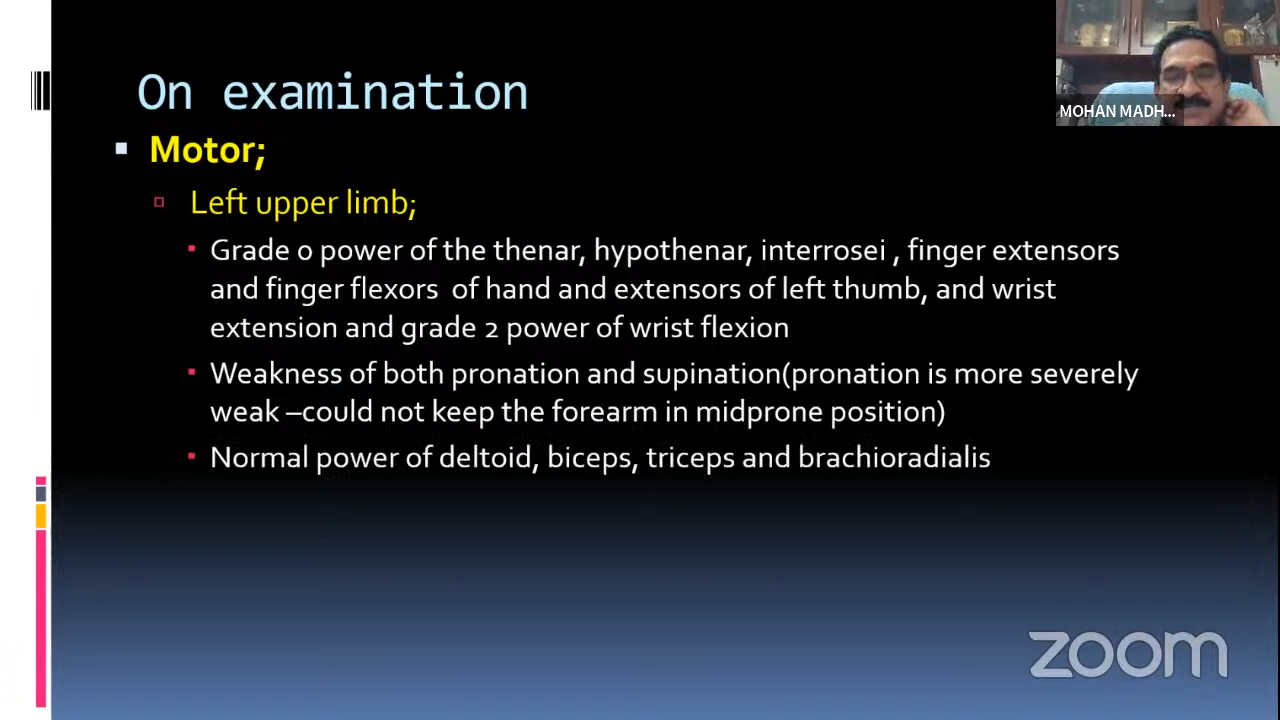 On examination
MOHAN MADH...
Motor;
Left upper limb;
Grade 0 power of the thenar, hypothenar, interrosei , finger extensors
and finger flexors of hand and extensors of left thumb, and wrist
extension and grade 2 power of wrist flexion
Weakness of both pronation and supination(pronation is more severely
weak –could not keep the forearm in midprone position)
Normal power of deltoid, biceps, triceps and brachioradialis
zoom